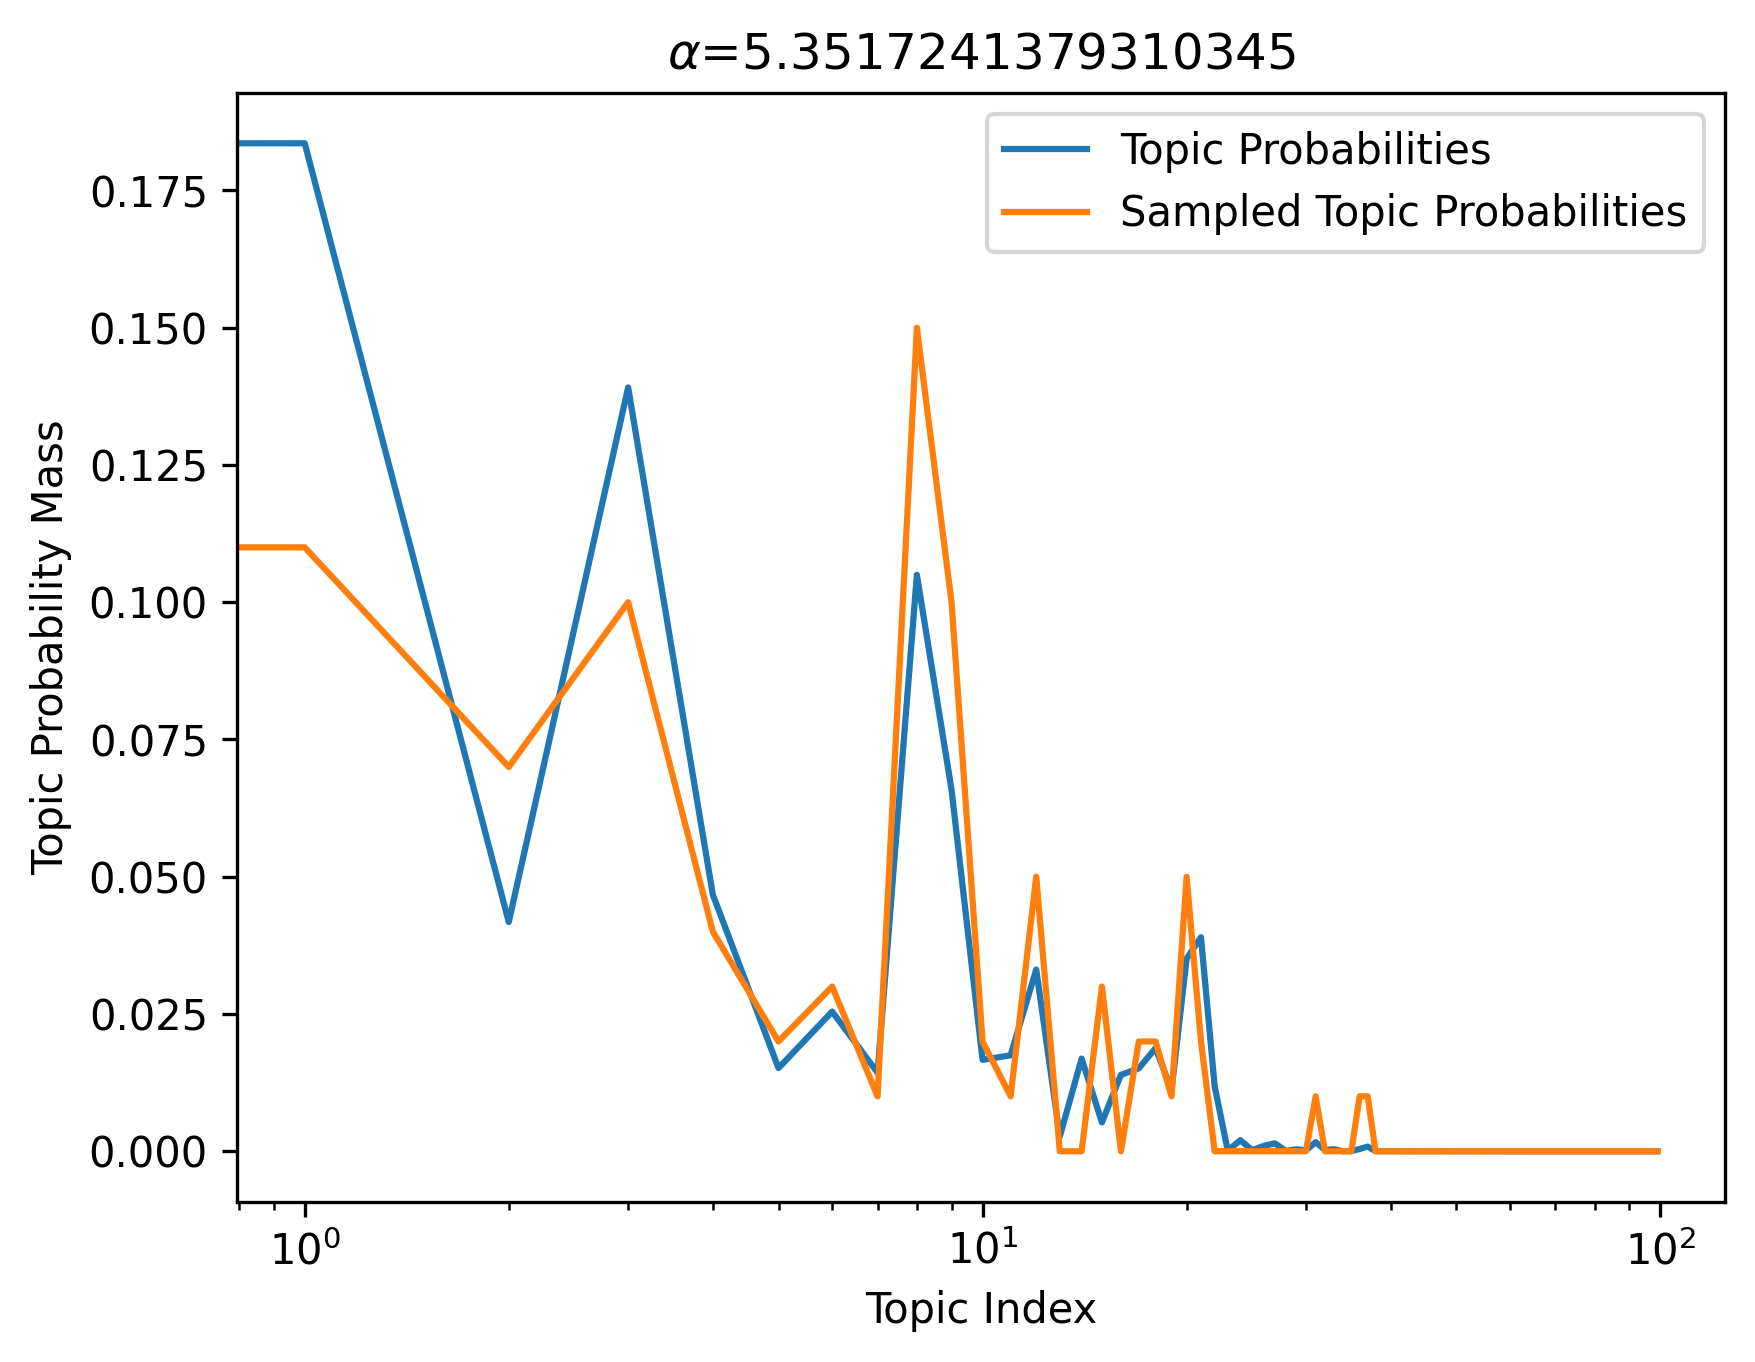 α=5.3517241379310345
Topic Probabilities
Sampled Topic Probabilities
Topic Probability Mass
0.175
0.150
0.125
0.100
0.075
0.050
0.025
0.000
10⁰
10¹
10²
Topic Index